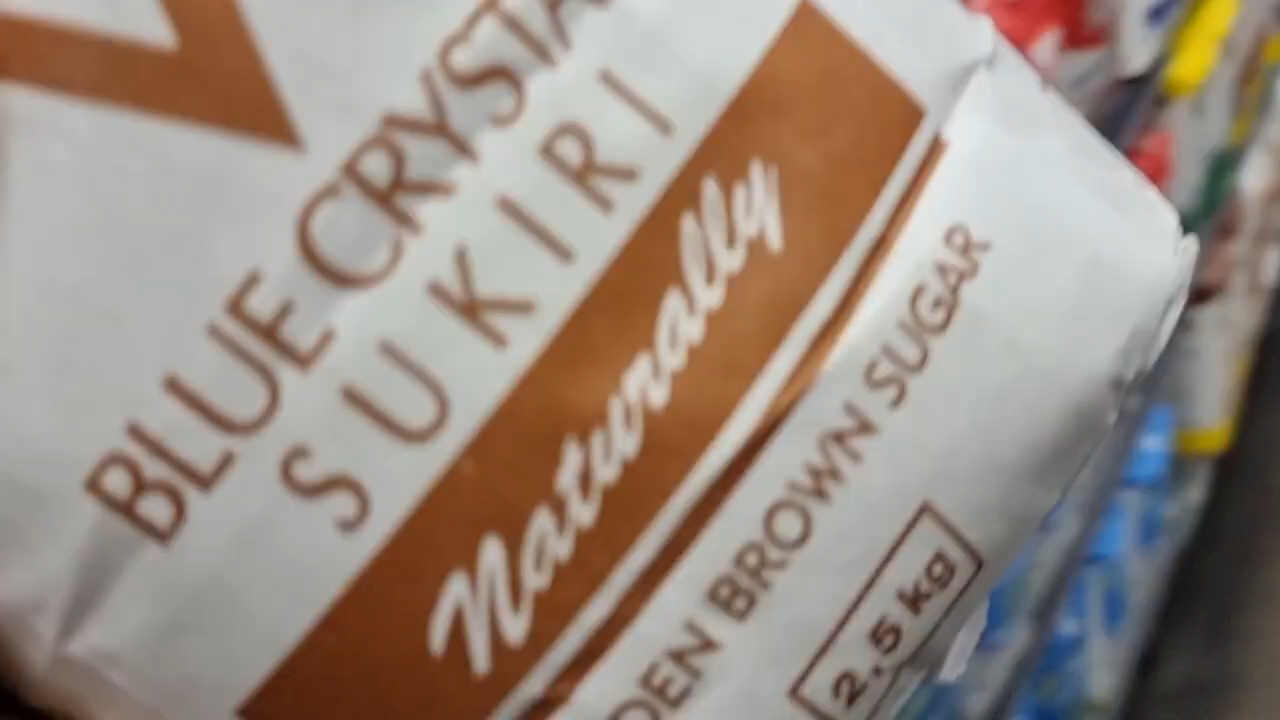 BLUE CRYSTA
SUKIRI
Naturally
DEN BROWN SUGAR
2,5 kg